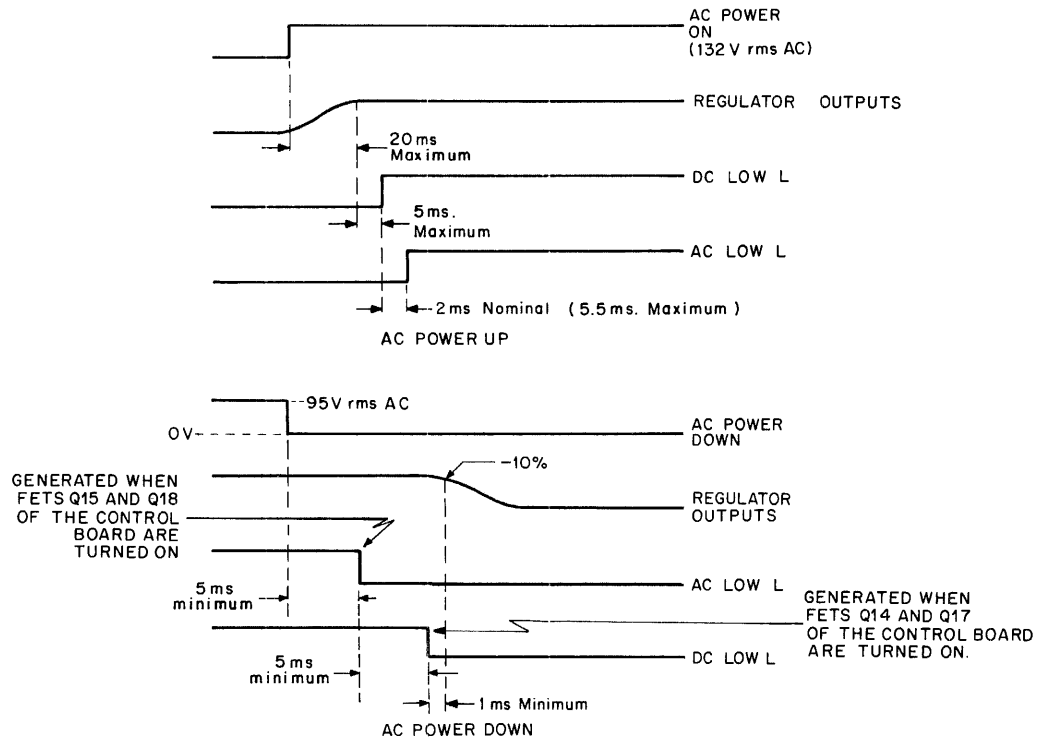 AC POWER
ON
(132 V rms AC)
REGULATOR OUTPUTS
20 ms
Maximum
DC LOW L
5 ms.
Maximum
AC LOW L
2 ms Nominal (5.5 ms. Maximum)
AC POWER UP
95V rms AC
0V
AC POWER
DOWN
-10%
GENERATED WHEN
FETS Q15 AND Q18
OF THE CONTROL
BOARD ARE
TURNED ON
REGULATOR
OUTPUTS
AC LOW L
5 ms
minimum
GENERATED WHEN
FETS Q14 AND Q17
OF THE CONTROL BOARD
ARE TURNED ON.
DC LOW L
5 ms
minimum
1 ms Minimum
AC POWER DOWN